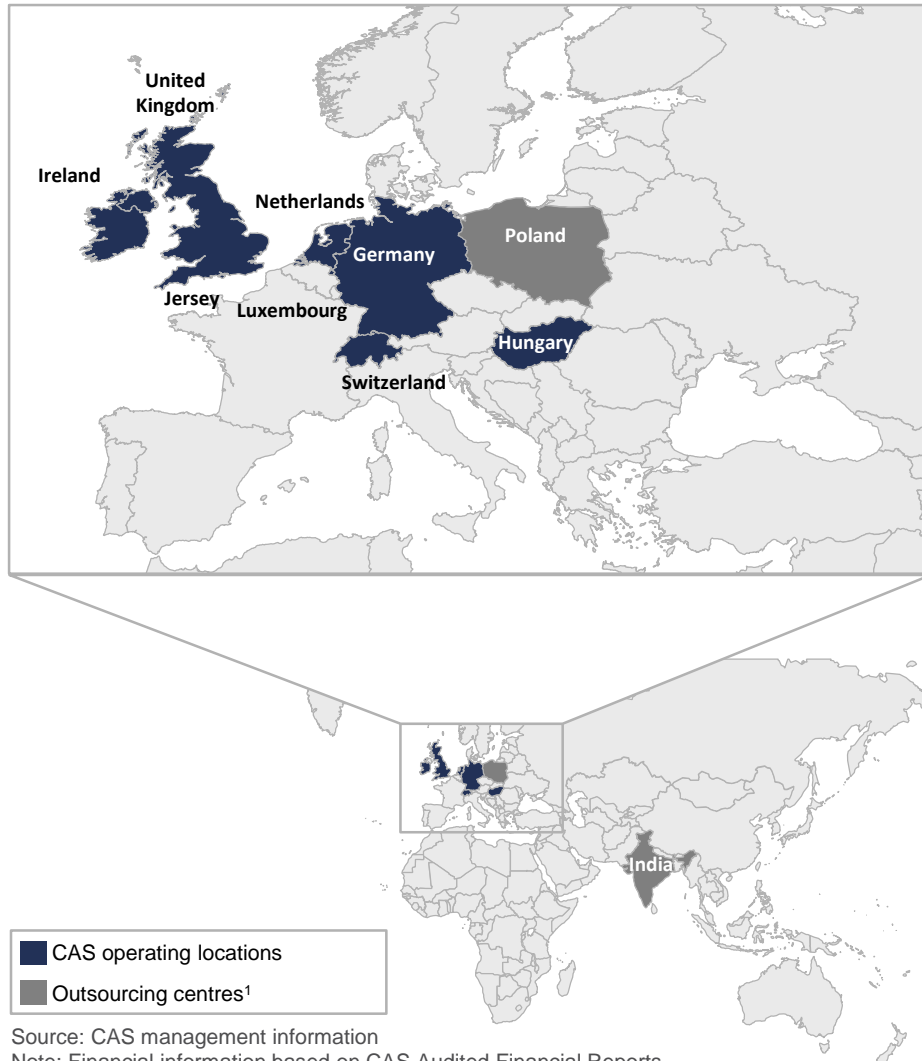 United
Kingdom
Ireland
Netherlands
Poland
Germany
Jersey
Luxembourg
Hungary
Switzerland
India
CAS operating locations
Outsourcing centres¹
Source: CAS management information
Note: Financial information based on CAS Audited Financial Reports